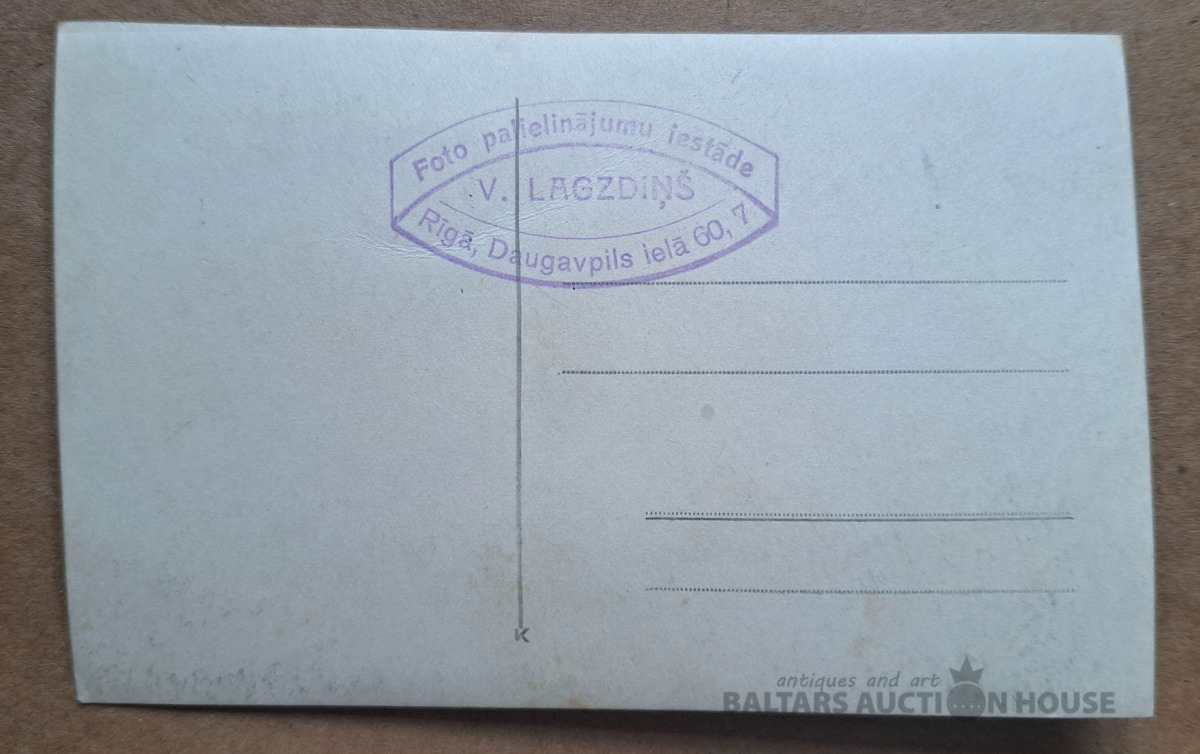 Foto palielinājumu iestāde
V. LAGZDIŅŠ
Rīgā, Daugavpils ielā 60, 7
K
antiques and art
BALTARS AUCTION HOUSE